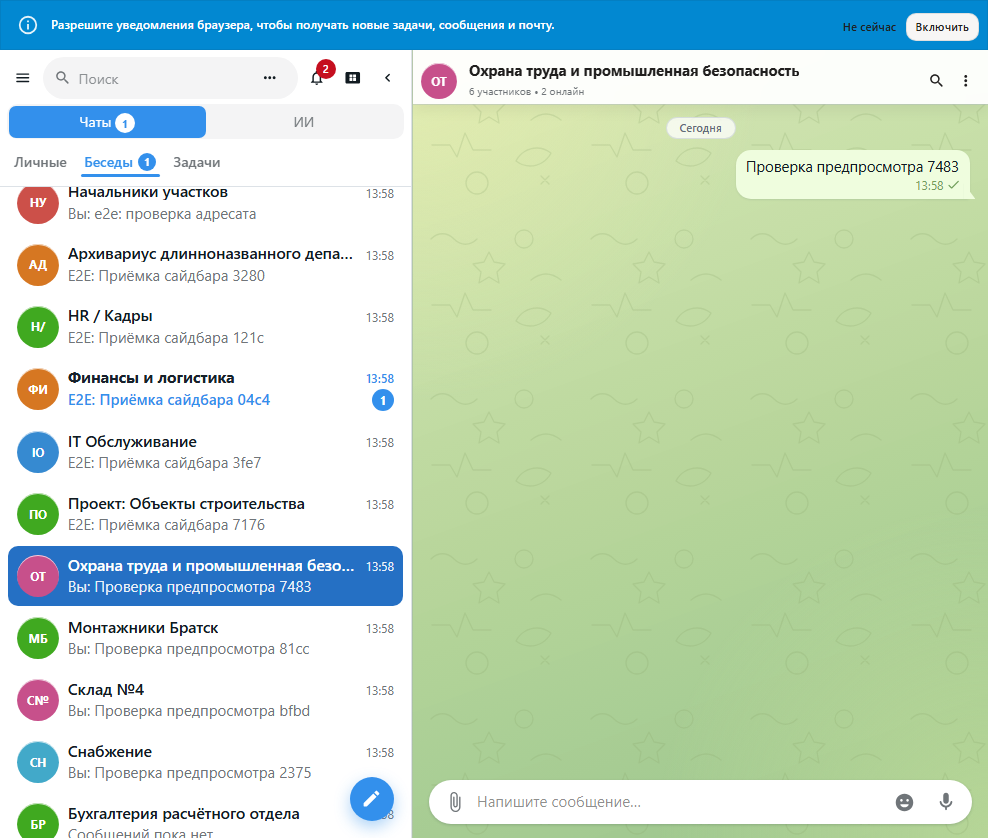 Разрешите уведомления браузера, чтобы получать новые задачи, сообщения и почту.
Не сейчас
Включить
Поиск
2
Чаты 1
ИИ
Личные
Беседы 1
Задачи
НУ
Начальники участков
13:58
Вы: e2e: проверка адресата
АД
Архивариус длинноназванного депа...
13:58
E2E: Приёмка сайдбара 3280
Н/
HR / Кадры
13:58
E2E: Приёмка сайдбара 121c
ФИ
Финансы и логистика
13:58
E2E: Приёмка сайдбара 04c4
1
IO
IT Обслуживание
13:58
E2E: Приёмка сайдбара 3fe7
ПО
Проект: Объекты строительства
13:58
E2E: Приёмка сайдбара 7176
ОТ
Охрана труда и промышленная безо...
13:58
Вы: Проверка предпросмотра 7483
МБ
Монтажники Братск
13:58
Вы: Проверка предпросмотра 81cc
С№
Склад №4
13:58
Вы: Проверка предпросмотра bfbd
СН
Снабжение
13:58
Вы: Проверка предпросмотра 2375
БР
Бухгалтерия расчётного отдела
Сообщений пока нет
ОТ
Охрана труда и промышленная безопасность
6 участников • 2 онлайн
Сегодня
Проверка предпросмотра 7483
13:58
Напишите сообщение...